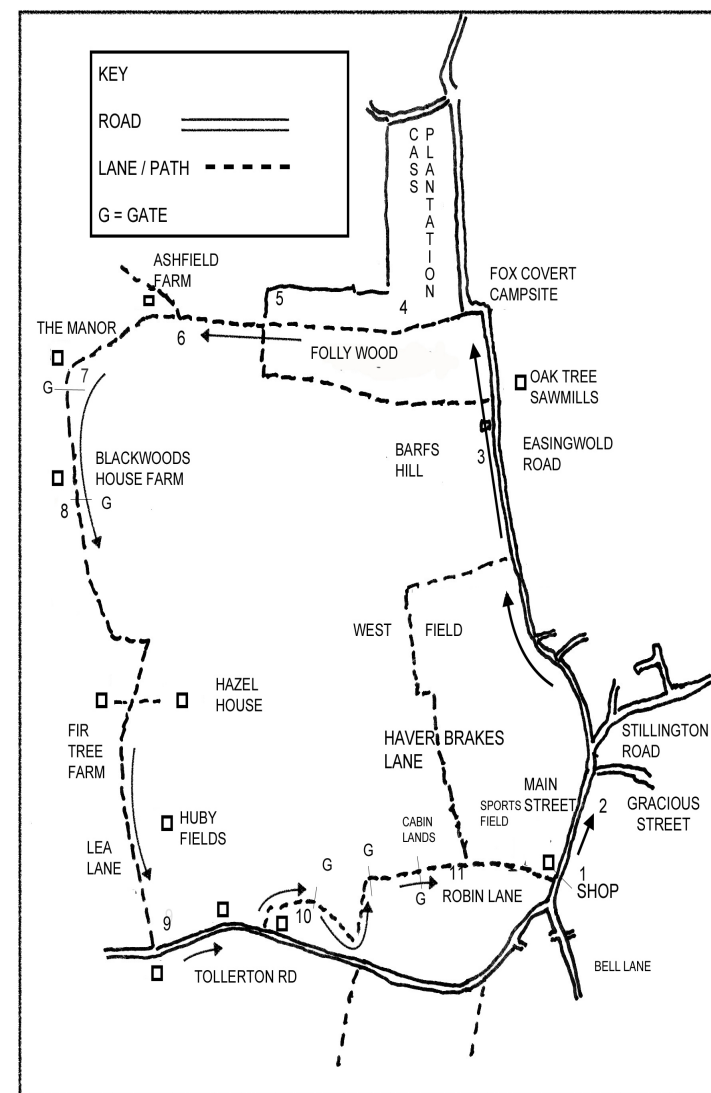 KEY
ROAD
LANE / PATH
G = GATE
CASS
PLANTATION
ASHFIELD
FARM
5
4
FOX COVERT
CAMPSITE
THE MANOR
6
FOLLY WOOD
7
G
OAK TREE
SAWMILLS
BARFS
HILL
3
EASINGWOLD
ROAD
BLACKWOODS
HOUSE FARM
8
G
WEST FIELD
HAZEL
HOUSE
FIR
TREE
FARM
HAVER BRAKES
LANE
STILLINGTON
ROAD
MAIN
STREET
2
GRACIOUS
STREET
SPORTS
FIELD
HUBY
FIELDS
CABIN
LANDS
LEA
LANE
G
G
G
11
1
SHOP
ROBIN LANE
9
10
TOLLERTON RD
BELL LANE